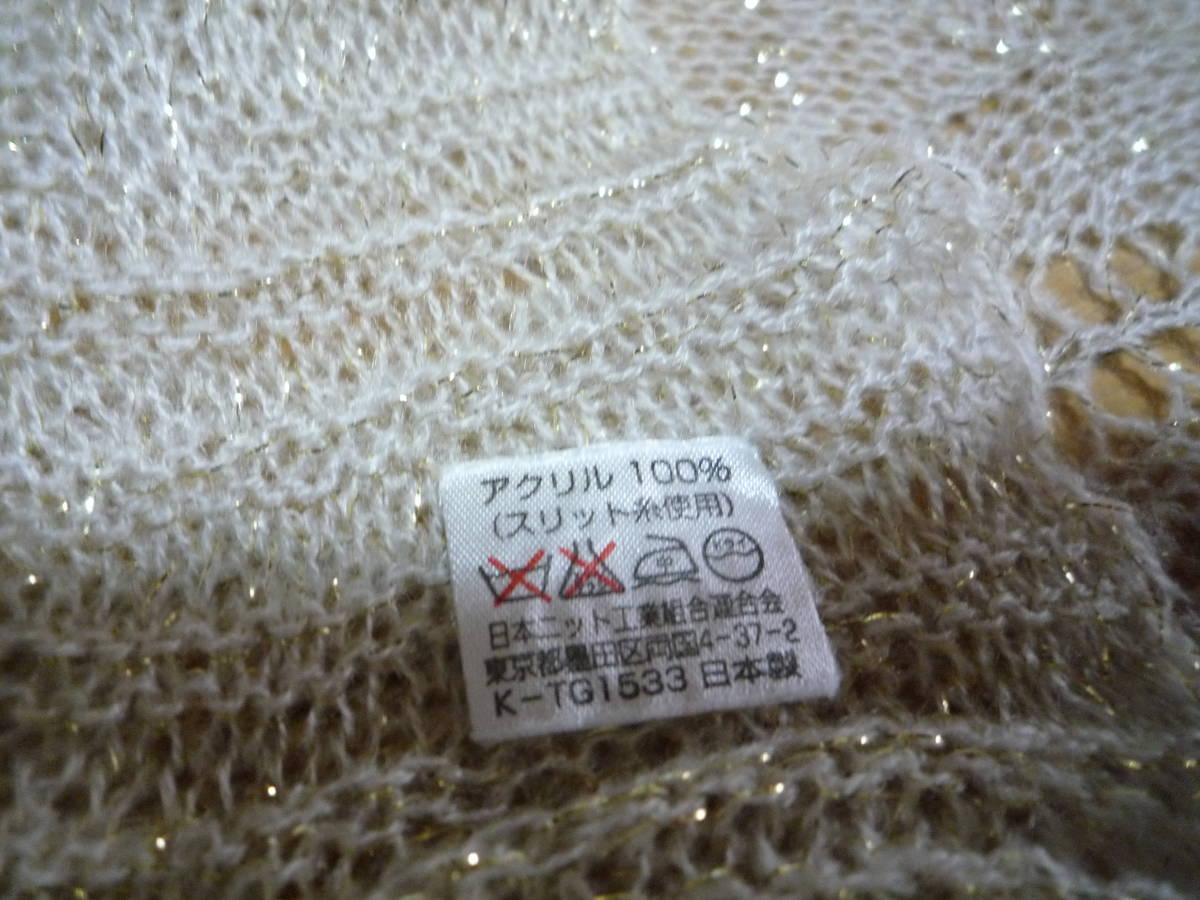 アクリル 100%
(スリット糸使用)
日本ニット工業組合連合会
東京都墨田区両国4-37-2
K-TG1533 日本製